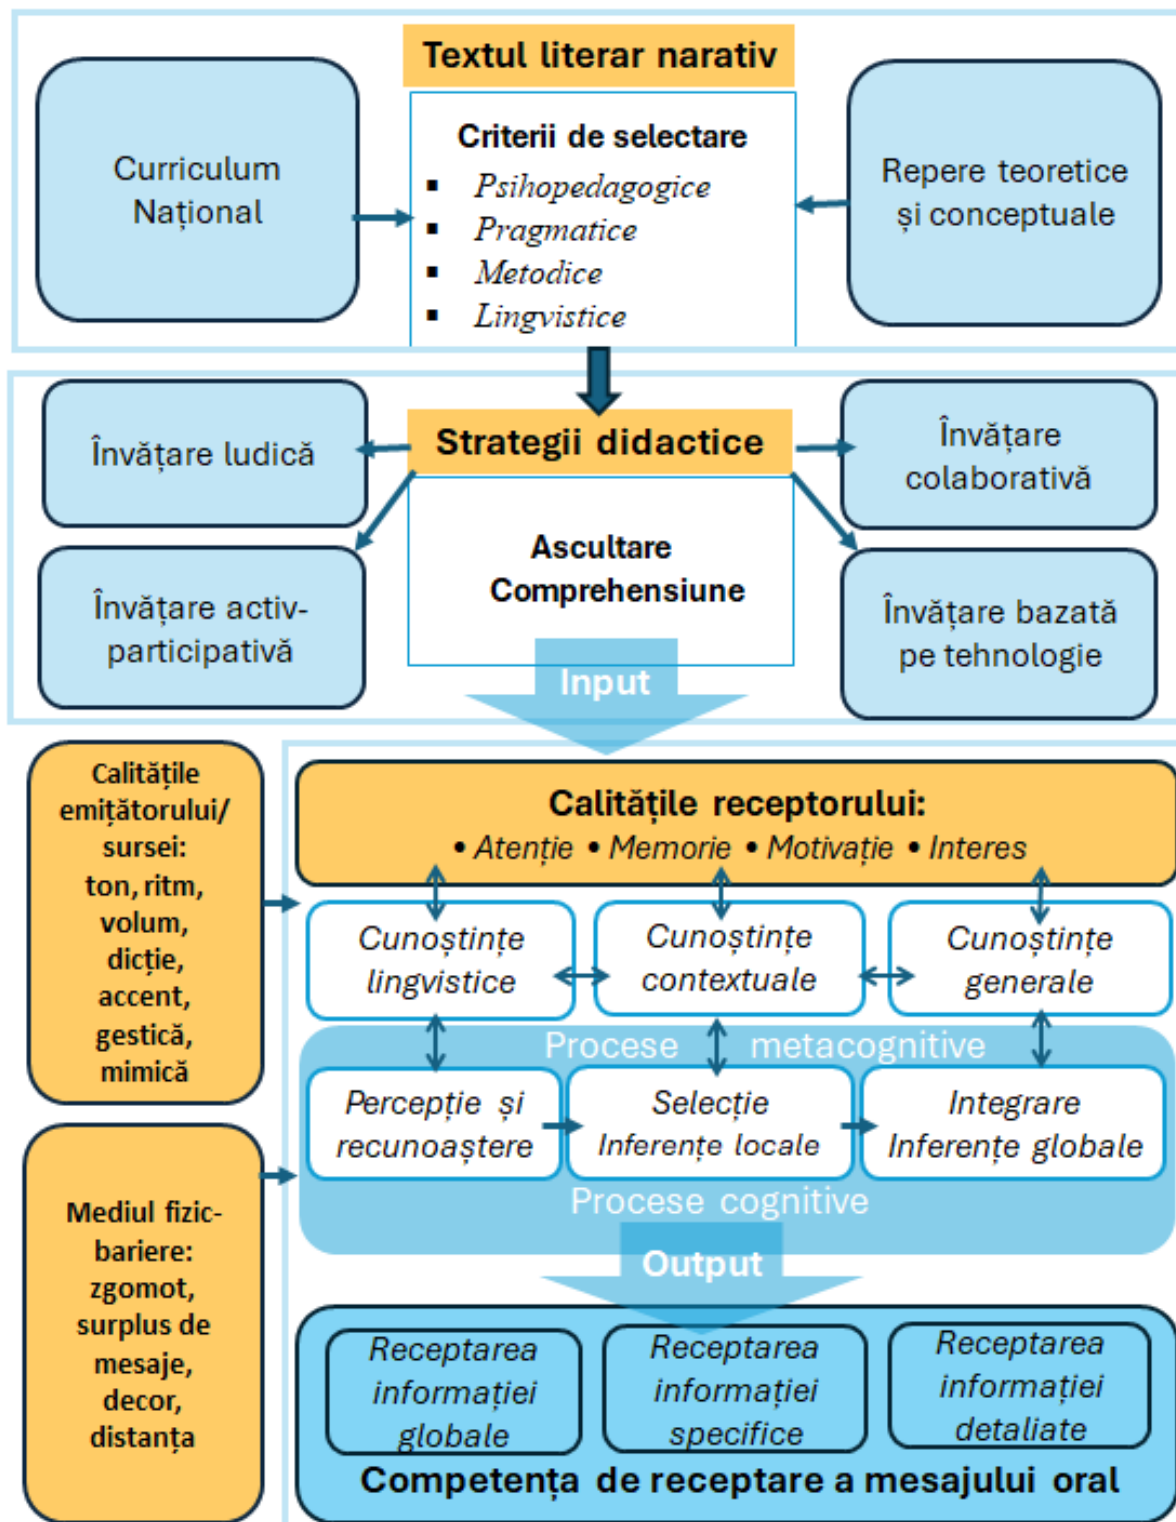 Textul literar narativ
Curriculum
Național
Criterii de selectare
▪ Psihopedagogice
▪ Pragmatice
▪ Metodice
▪ Lingvistice
Repere teoretice
și conceptuale
Învățare ludică
Strategii didactice
Învățare
colaborativă
Învățare activ-
participativă
Ascultare
Comprehensiune
Învățare bazată
pe tehnologie
Input
Calitățile
emițătorului/
sursei:
ton, ritm,
volum,
dicție,
accent,
gestică,
mimică
Calitățile receptorului:
• Atenție • Memorie • Motivație • Interes
Cunoștințe
lingvistice
Cunoștințe
contextuale
Cunoștințe
generale
Procese metacognitive
Percepție și
recunoaștere
Selecție
Inferențe locale
Integrare
Inferențe globale
Procese cognitive
Mediul fizic-
bariere:
zgomot,
surplus de
mesaje,
decor,
distanța
Output
Receptarea
informației
globale
Receptarea
informației
specifice
Receptarea
informației
detaliate
Competența de receptare a mesajului oral